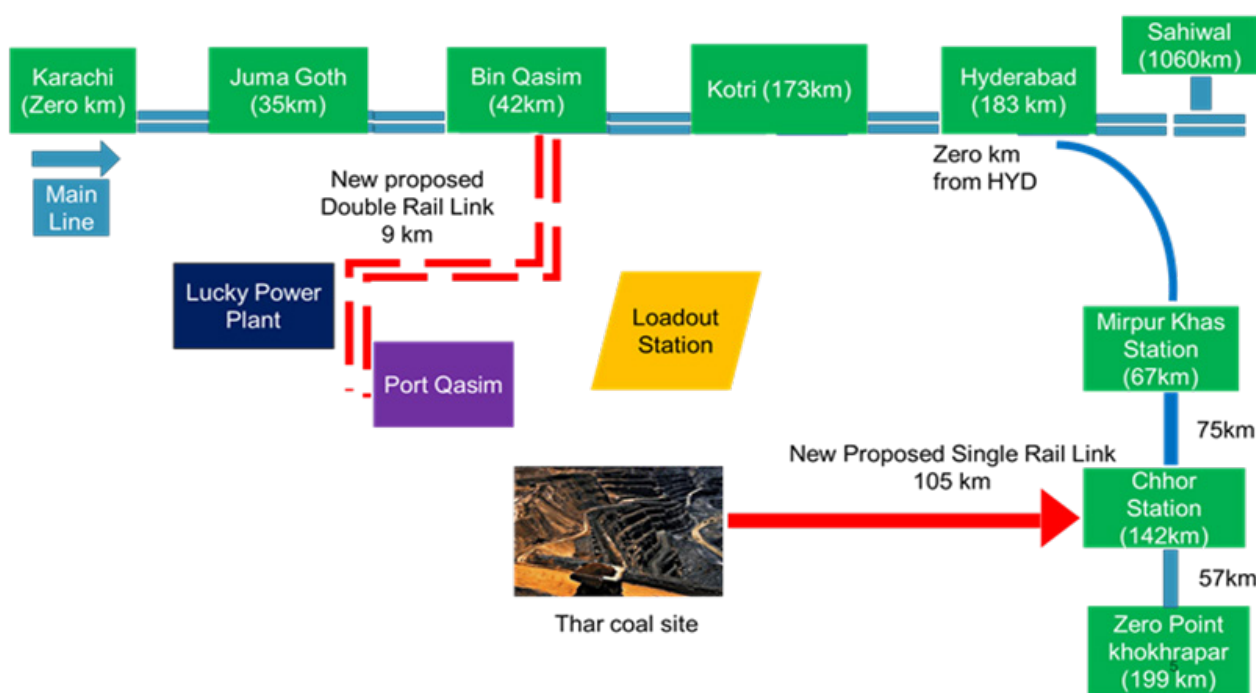 Karachi
(Zero km)
Juma Goth
(35km)
Bin Qasim
(42km)
Kotri (173km)
Hyderabad
(183 km)
Sahiwal
(1060km)
Main
Line
New proposed
Double Rail Link
9 km
Zero km
from HYD
Lucky Power
Plant
Port Qasim
Loadout
Station
Mirpur Khas
Station
(67km)
75km
New Proposed Single Rail Link
105 km
Chhor
Station
(142km)
57km
Thar coal site
Zero Point
khokhrapar
5
(199 km)